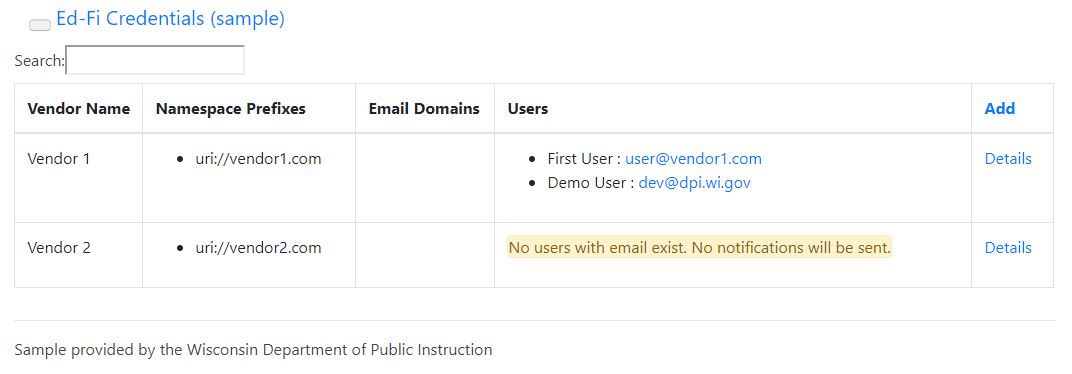 Ed-Fi Credentials (sample)
Search:
Vendor Name Namespace Prefixes Email Domains Users Add
Vendor 1 • uri://vendor1.com • First User : user@vendor1.com Details
• Demo User : dev@dpi.wi.gov
Vendor 2 • uri://vendor2.com No users with email exist. No notifications will be sent. Details
Sample provided by the Wisconsin Department of Public Instruction